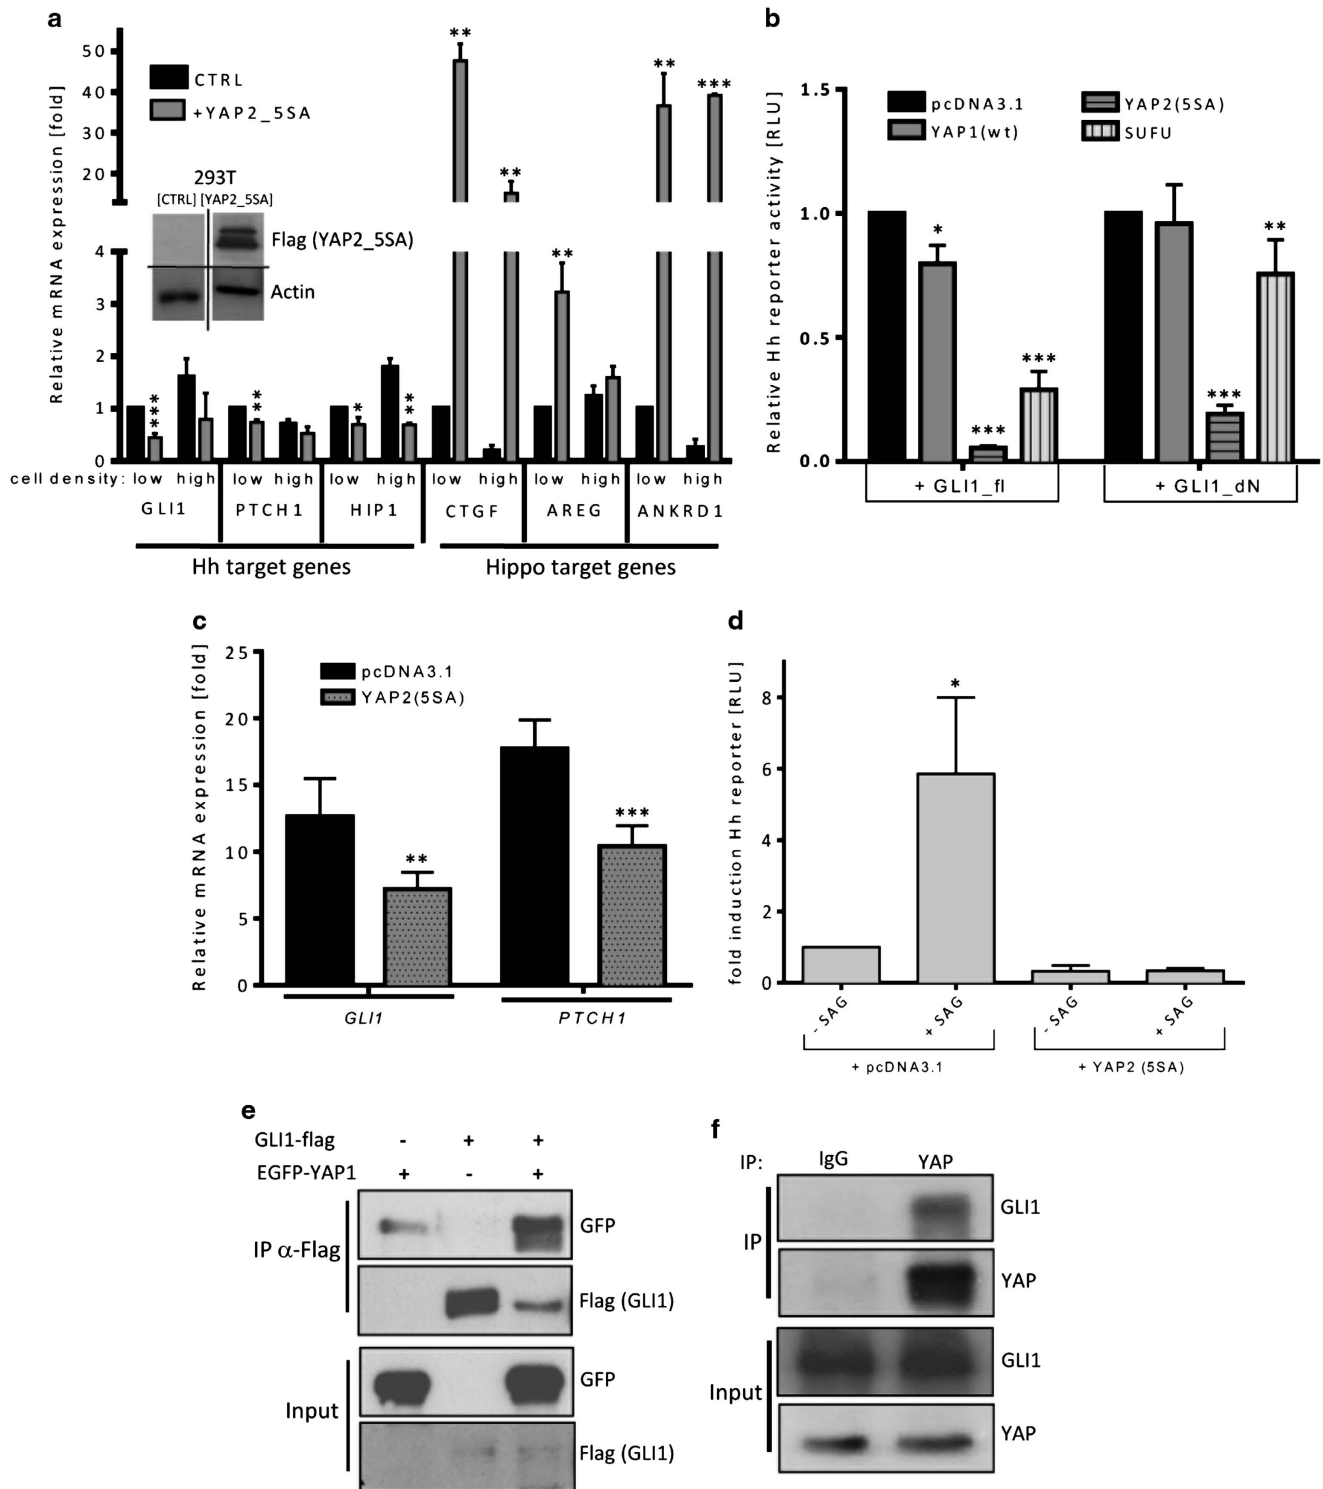 a
Relative mRNA expression [fold]
50
40
30
20
4
3
2
1
0
CTRL
+YAP2_5SA
293T
[CTRL] [YAP2_5SA]
Flag (YAP2_5SA)
Actin
***
**
*
**
**
**
**
**
***
cell density: low high low high low high low high low high low high
GLI1 PTCH1 HIP1 CTGF AREG ANKRD1
Hh target genes Hippo target genes
b
Relative Hh reporter activity [RLU]
1.5
1.0
0.5
0.0
pcDNA3.1
YAP1(wt)
YAP2(5SA)
SUFU
*
***
***
***
**
+ GLI1_fl + GLI1_dN
c
Relative mRNA expression [fold]
25
20
15
10
5
0
pcDNA3.1
YAP2(5SA)
**
***
GLI1 PTCH1
d
fold induction Hh reporter [RLU]
8
6
4
2
0
*
- SAG + SAG - SAG + SAG
+ pcDNA3.1 + YAP2 (5SA)
e
GLI1-flag - + +
EGFP-YAP1 + - +
IP α-Flag
GFP
Flag (GLI1)
Input
GFP
Flag (GLI1)
f
IP: IgG YAP
IP
GLI1
YAP
Input
GLI1
YAP